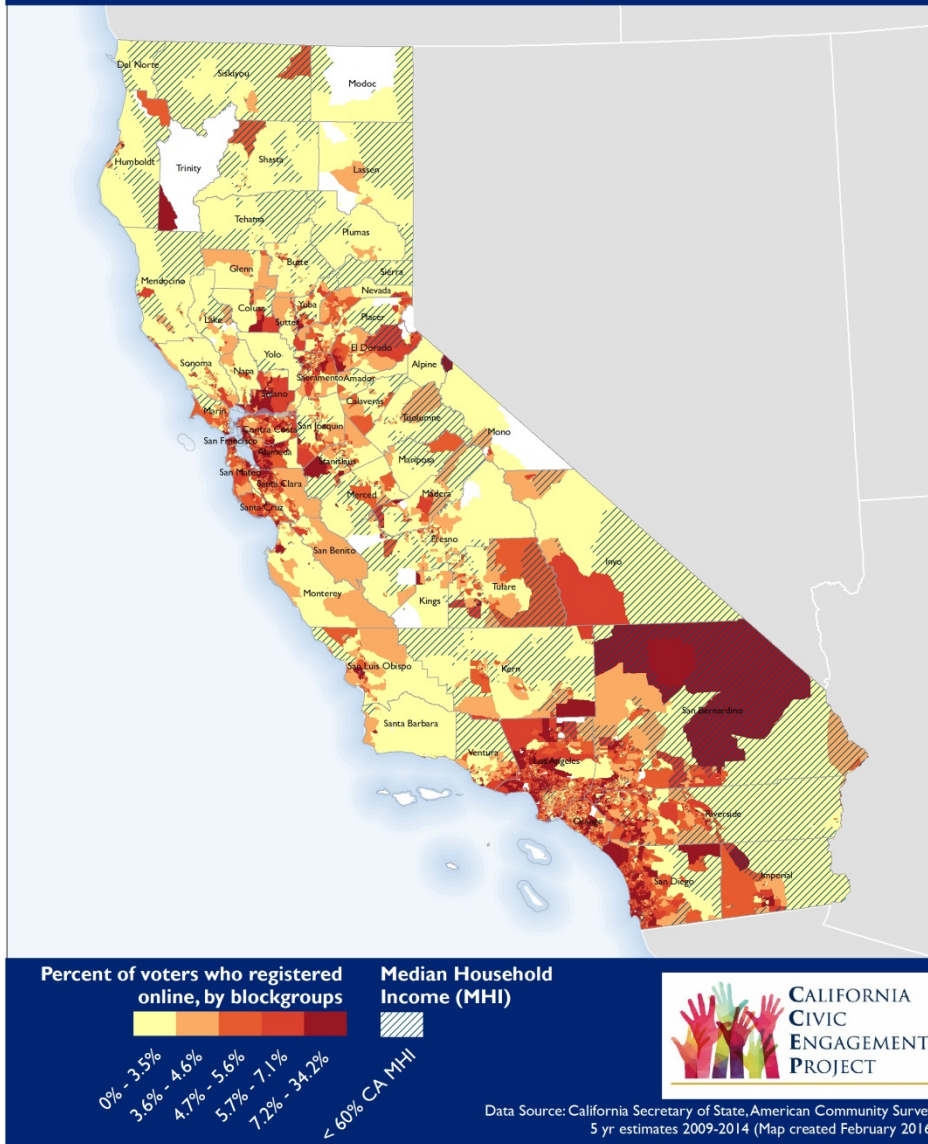 Del Norte
Siskiyou
Modoc
Humboldt
Trinity
Shasta
Lassen
Tehama
Plumas
Mendocino
Glenn
Butte
Sierra
Nevada
Lake
Colusa
Yuba
Sutter
Placer
El Dorado
Sonoma
Napa
Yolo
Sacramento
Amador
Alpine
Solano
Marin
Calaveras
Tuolumne
Mono
San Francisco
Contra Costa
San Joaquin
Alameda
Stanislaus
Mariposa
San Mateo
Santa Clara
Merced
Madera
Santa Cruz
San Benito
Fresno
Inyo
Monterey
Kings
Tulare
San Luis Obispo
Kern
San Bernardino
Santa Barbara
Ventura
Los Angeles
Orange
Riverside
San Diego
Imperial
Percent of voters who registered
online, by blockgroups
0% - 3.5%
3.6% - 4.6%
4.7% - 5.6%
5.7% - 7.1%
7.2% - 34.2%
Median Household
Income (MHI)
< 60% CA MHI
CALIFORNIA
CIVIC
ENGAGEMENT
PROJECT
Data Source: California Secretary of State, American Community Surve
5 yr estimates 2009-2014 (Map created February 2016